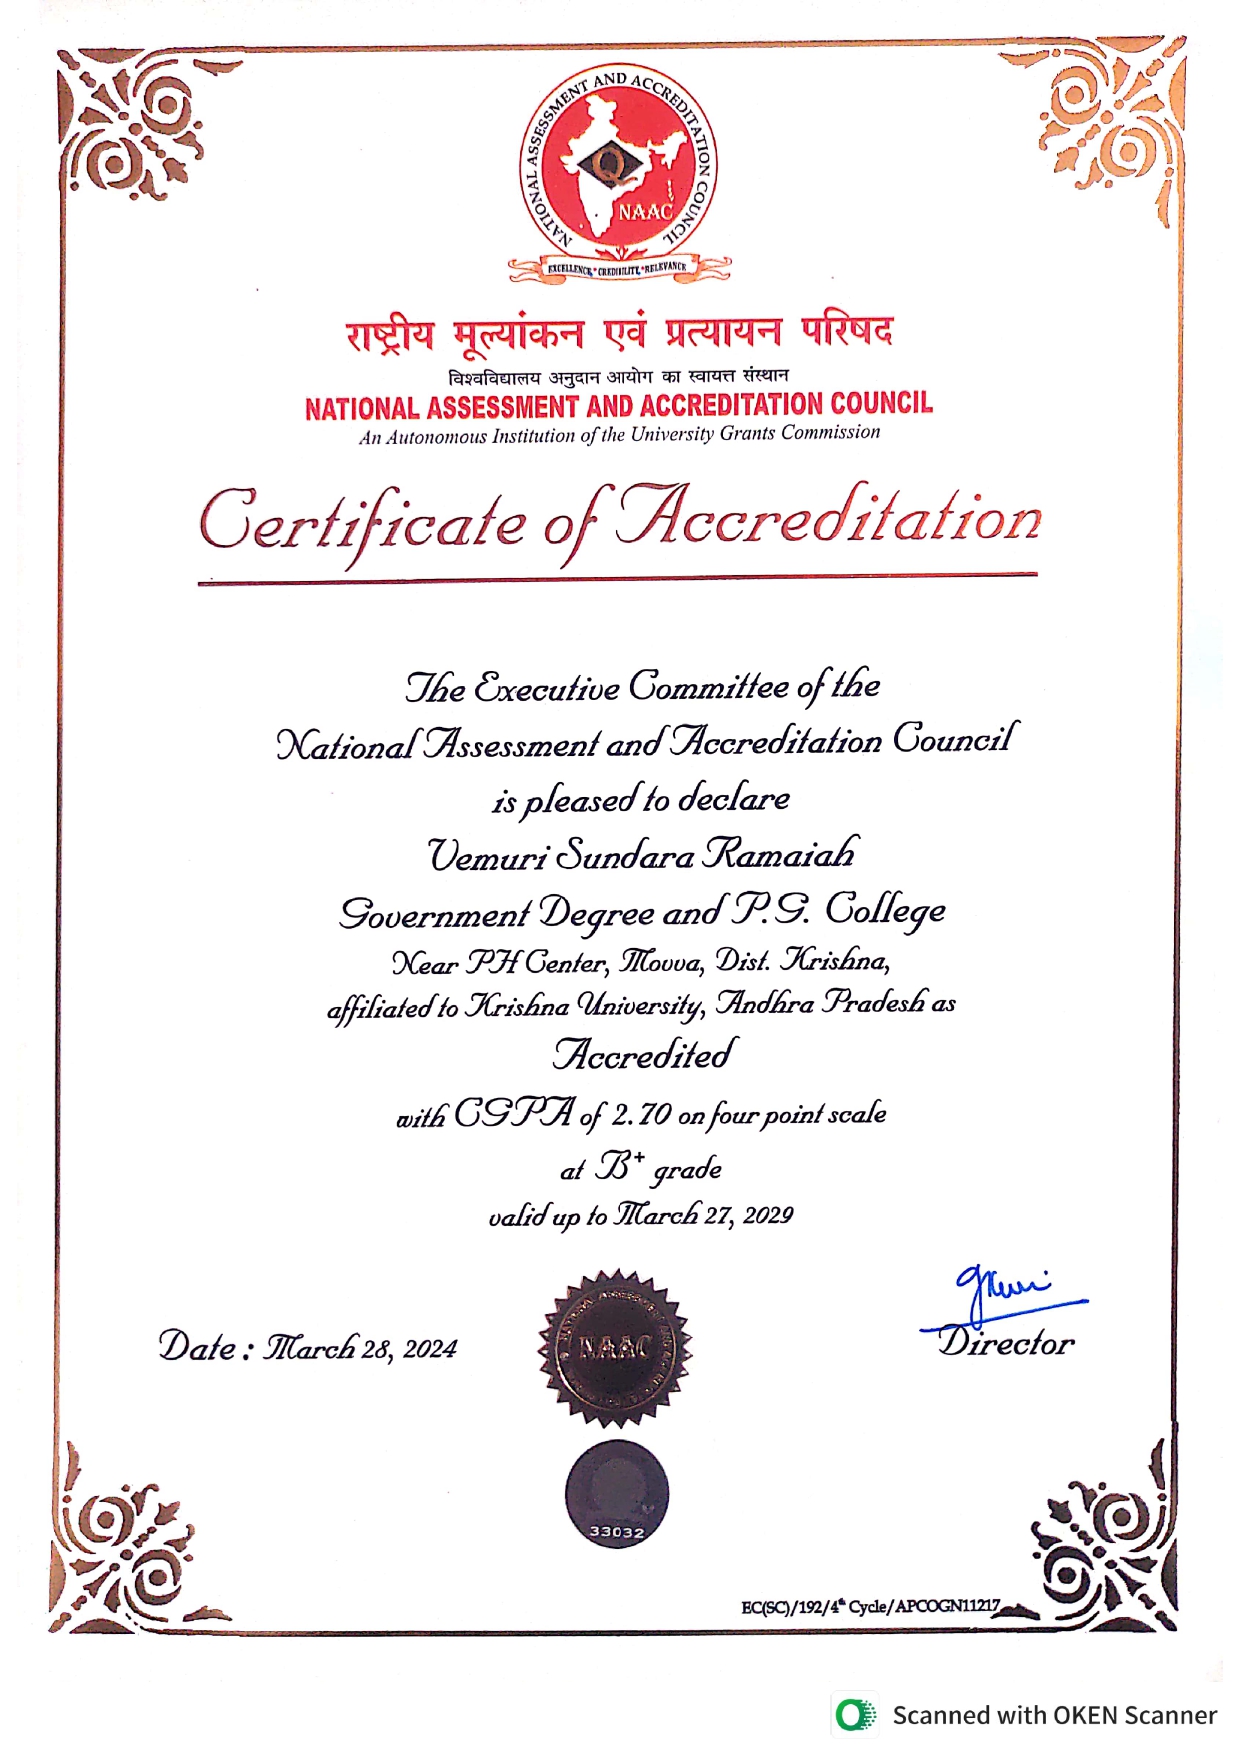 NATIONAL ASSESSMENT AND ACCREDITATION COUNCIL
Q
NAAC
EXCELLENCE * CREDIBILITY * RELEVANCE
राष्ट्रीय मूल्यांकन एवं प्रत्यायन परिषद
विश्वविद्यालय अनुदान आयोग का स्वायत्त संस्थान
NATIONAL ASSESSMENT AND ACCREDITATION COUNCIL
An Autonomous Institution of the University Grants Commission
Certificate of Accreditation
The Executive Committee of the
National Assessment and Accreditation Council
is pleased to declare
Vemuri Sundara Ramaiah
Government Degree and P.G. College
Near PH Center, Movva, Dist. Krishna,
affiliated to Krishna University, Andhra Pradesh as
Accredited
with CGPA of 2.70 on four point scale
at B⁺ grade
valid up to March 27, 2029
Date : March 28, 2024
NAAC
Director
33032
EC(SC)/192/4ᵗʰ Cycle/APCOGN11217
Scanned with OKEN Scanner